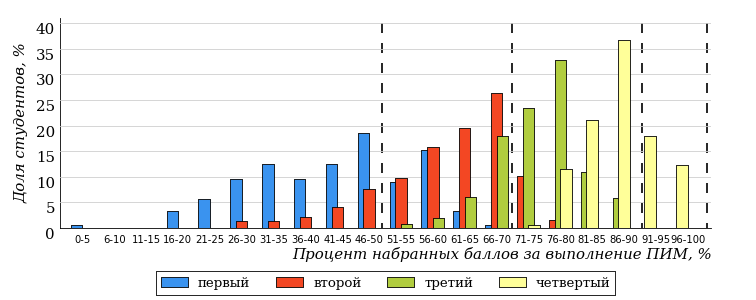 Доля студентов, %
40
35
30
25
20
15
10
5
0
0-5 6-10 11-15 16-20 21-25 26-30 31-35 36-40 41-45 46-50 51-55 56-60 61-65 66-70 71-75 76-80 81-85 86-90 91-95 96-100
Процент набранных баллов за выполнение ПИМ, %
первый второй третий четвертый